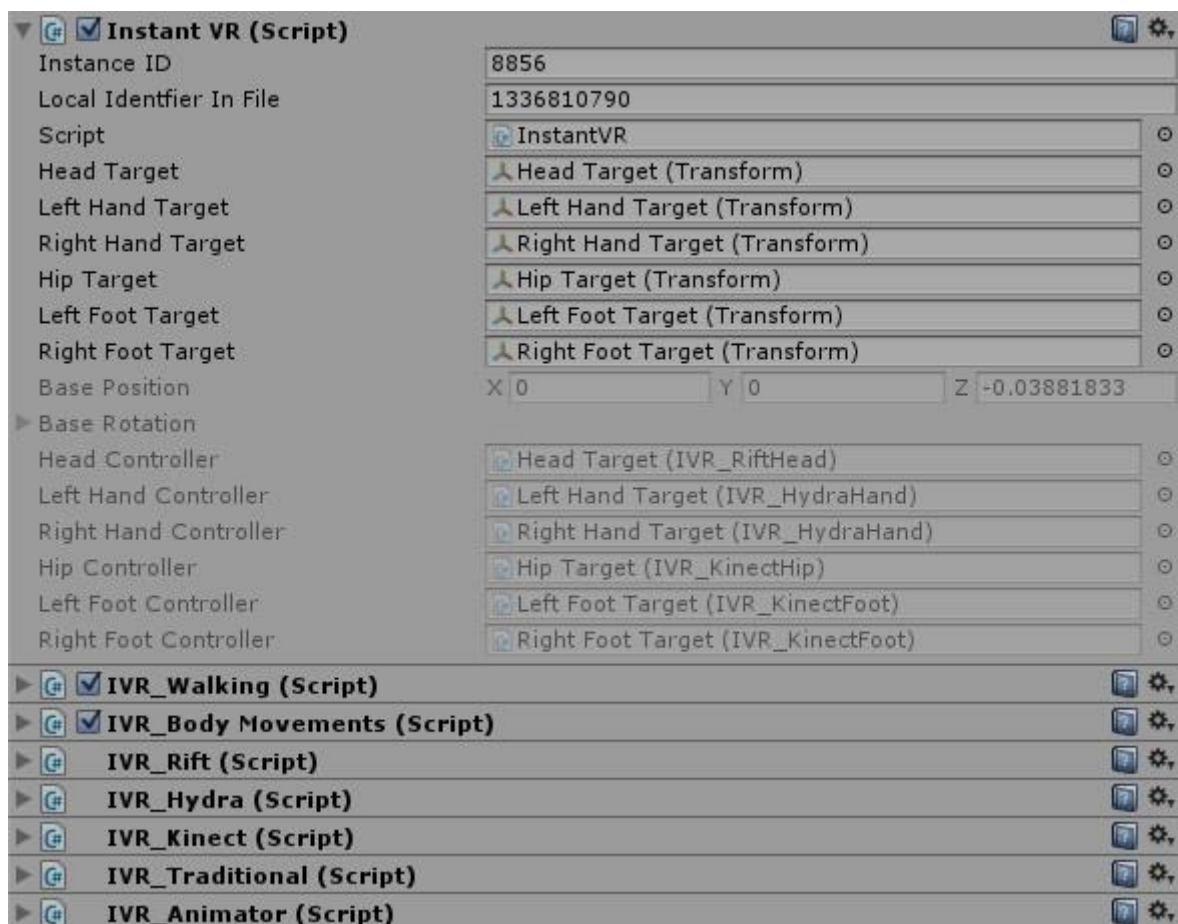 Instant VR (Script)
Instance ID 8856
Local Identfier In File 1336810790
Script InstantVR
Head Target Head Target (Transform)
Left Hand Target Left Hand Target (Transform)
Right Hand Target Right Hand Target (Transform)
Hip Target Hip Target (Transform)
Left Foot Target Left Foot Target (Transform)
Right Foot Target Right Foot Target (Transform)
Base Position X 0 Y 0 Z -0.03881833
Base Rotation
Head Controller Head Target (IVR_RiftHead)
Left Hand Controller Left Hand Target (IVR_HydraHand)
Right Hand Controller Right Hand Target (IVR_HydraHand)
Hip Controller Hip Target (IVR_KinectHip)
Left Foot Controller Left Foot Target (IVR_KinectFoot)
Right Foot Controller Right Foot Target (IVR_KinectFoot)
IVR_Walking (Script)
IVR_Body Movements (Script)
IVR_Rift (Script)
IVR_Hydra (Script)
IVR_Kinect (Script)
IVR_Traditional (Script)
IVR_Animator (Script)